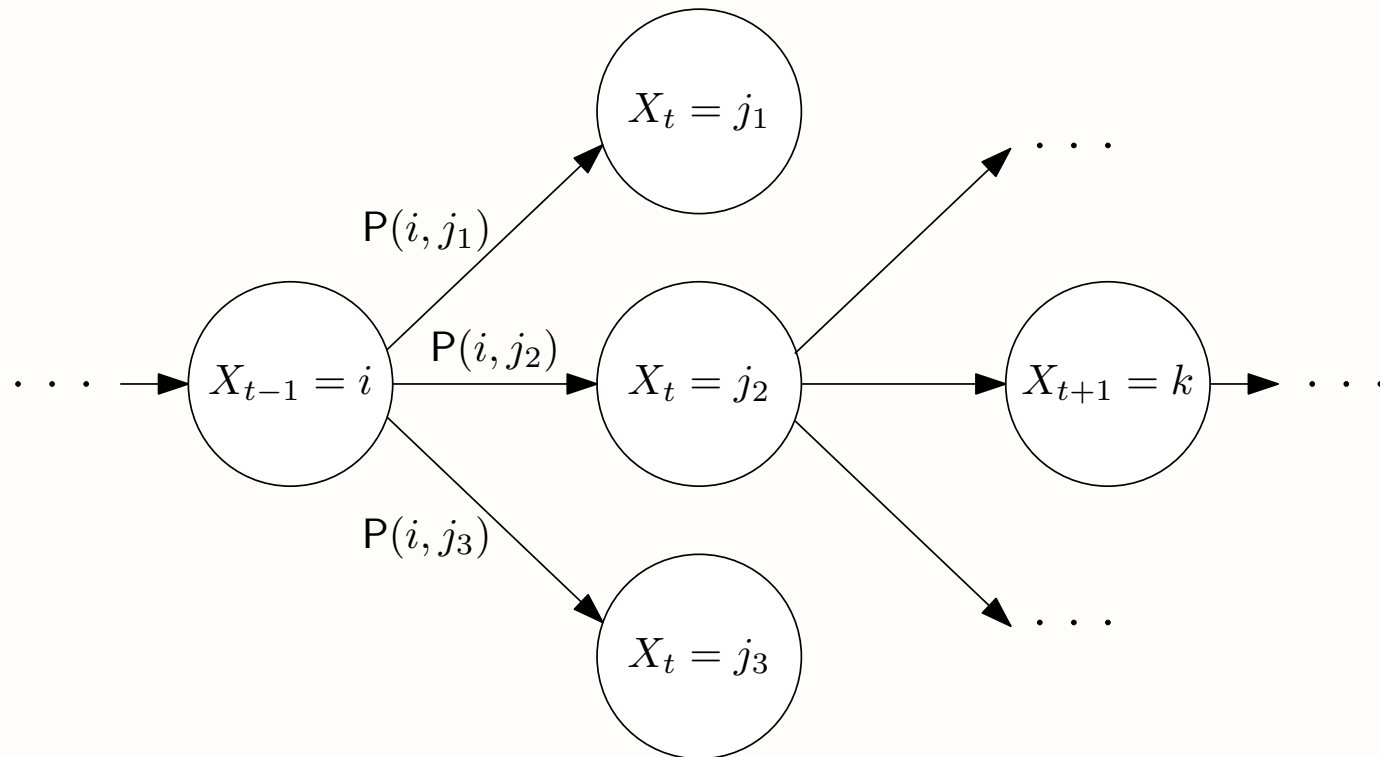 X_t = j_1
. . .
P(i, j_1)
P(i, j_2)
. . .
X_{t−1} = i
X_t = j_2
X_{t+1} = k
. . .
P(i, j_3)
. . .
X_t = j_3